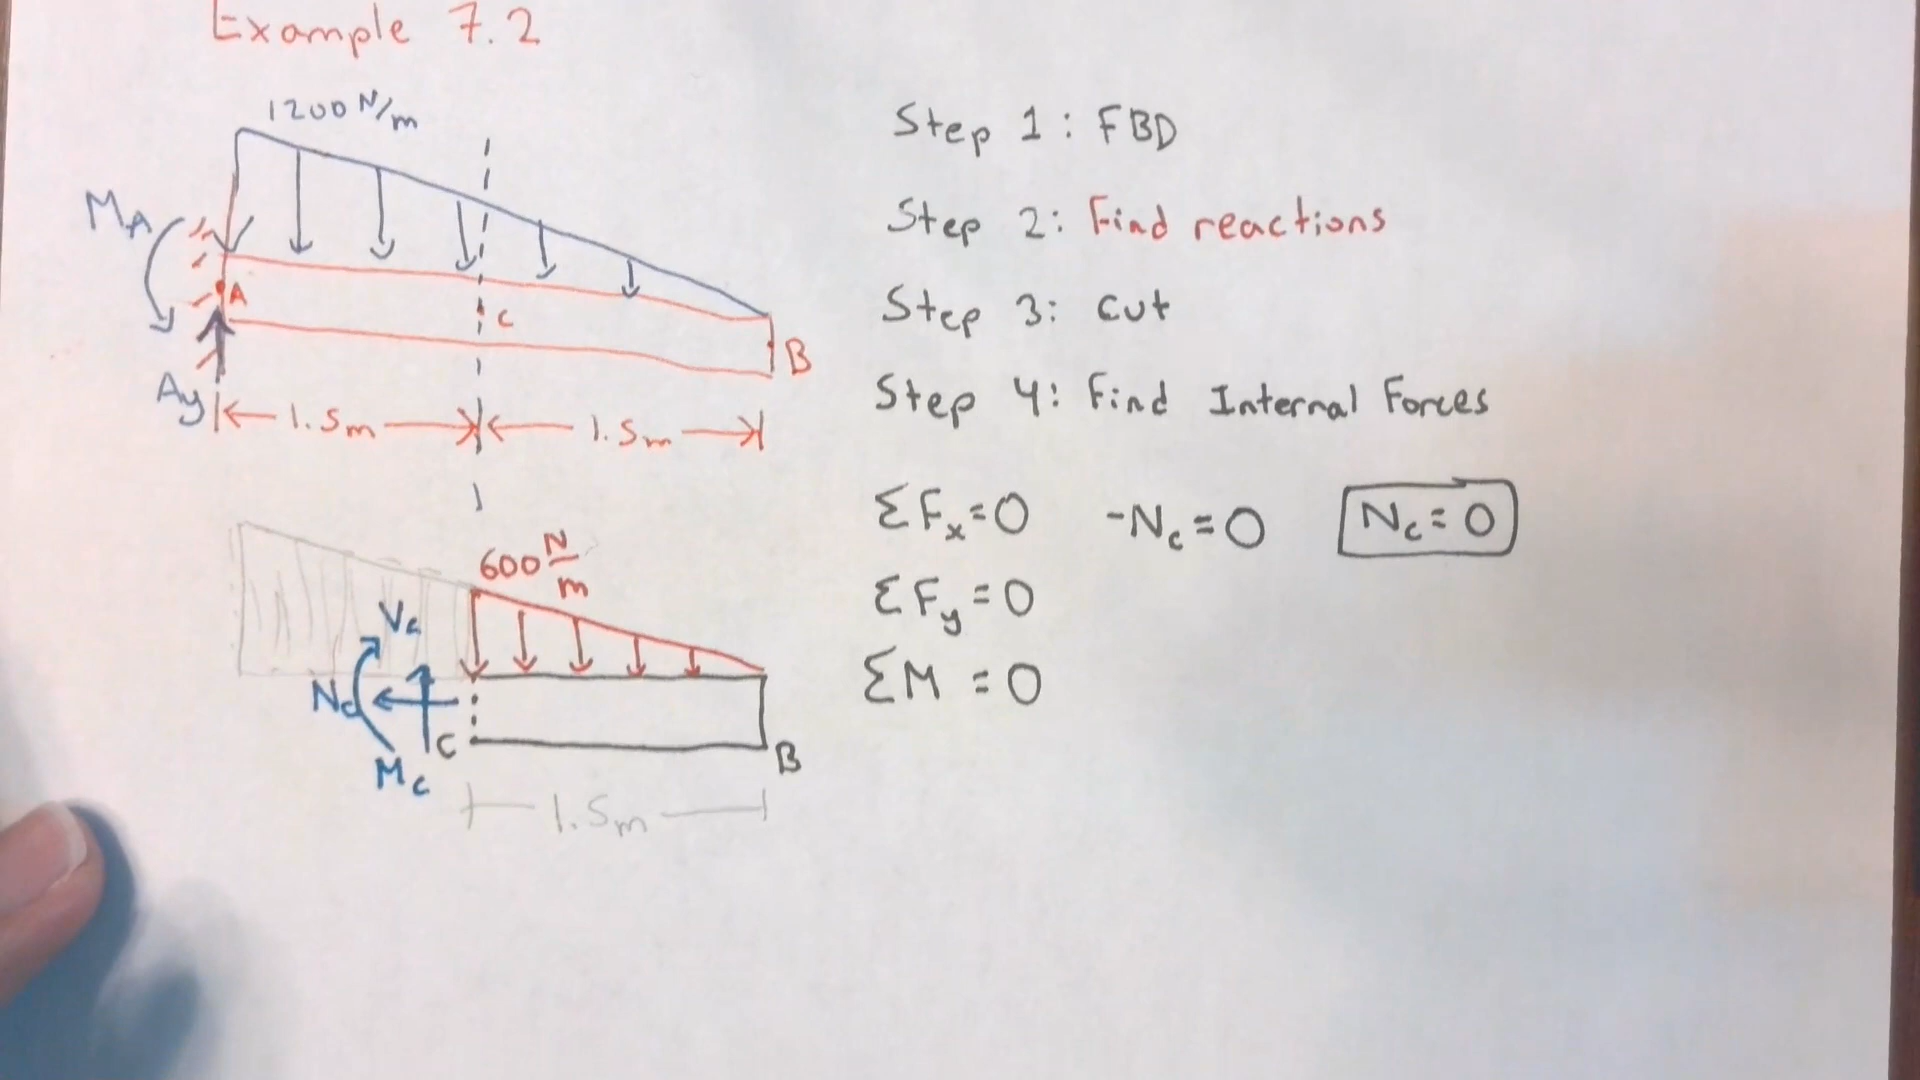 Example 7.2
1200 N/m
MA
A
C
B
Ay
1.5m
1.5m
600 N/m
Vc
Nc
C
Mc
B
1.5m
Step 1: FBD
Step 2: Find reactions
Step 3: cut
Step 4: Find Internal Forces
ΣFx=0 -Nc=0 Nc=0
ΣFy=0
ΣM=0